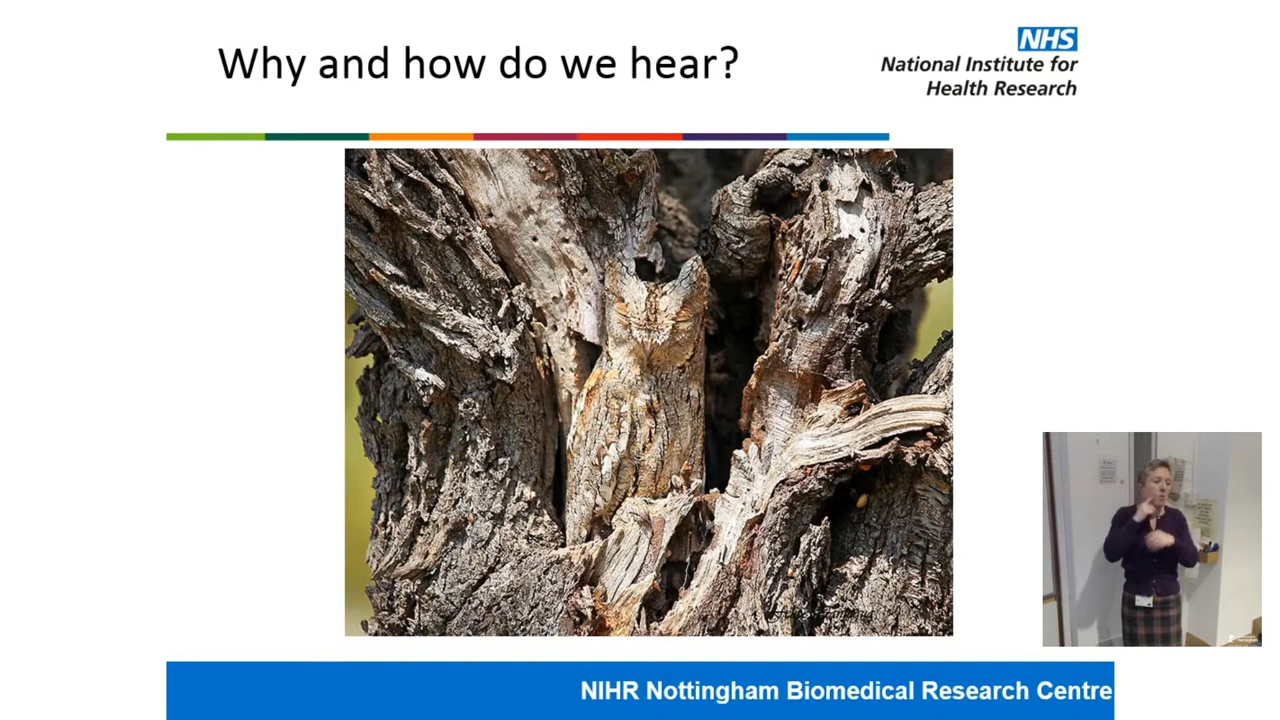 Why and how do we hear?
NHS
National Institute for
Health Research
NIHR Nottingham Biomedical Research Centre